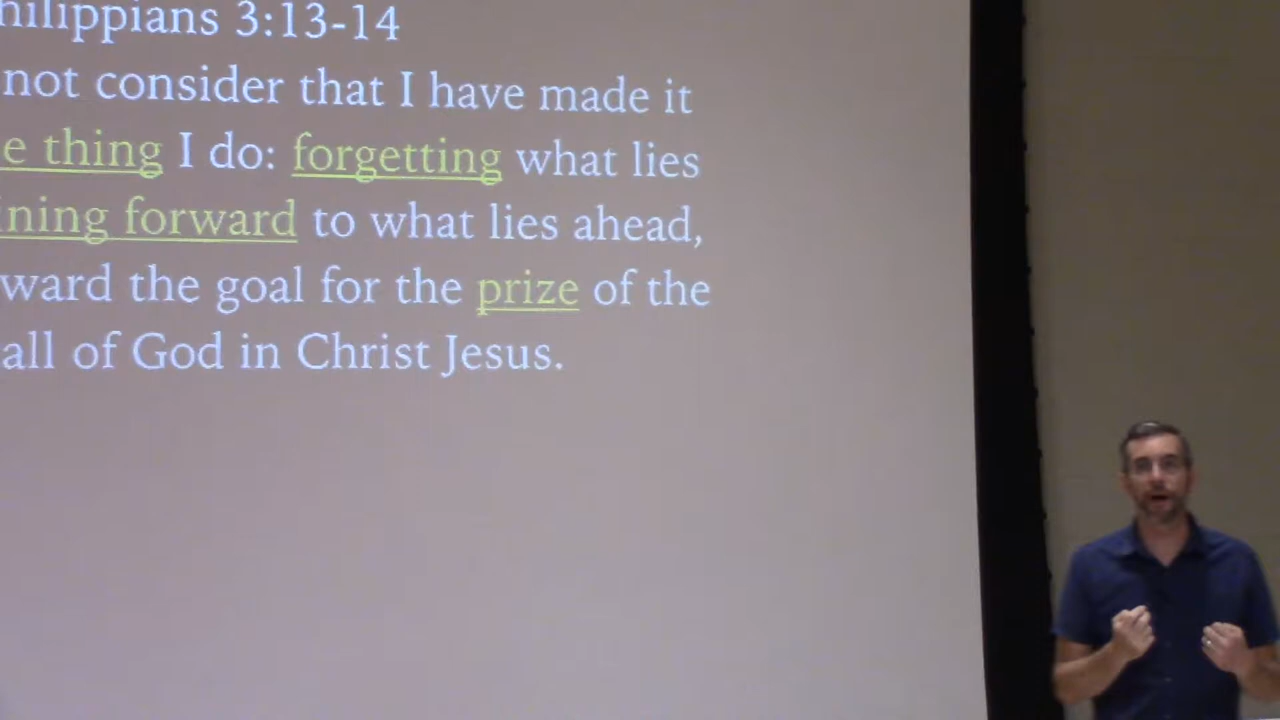 hilippians 3:13-14
not consider that I have made it
e thing I do: forgetting what lies
ning forward to what lies ahead,
ward the goal for the prize of the
all of God in Christ Jesus.